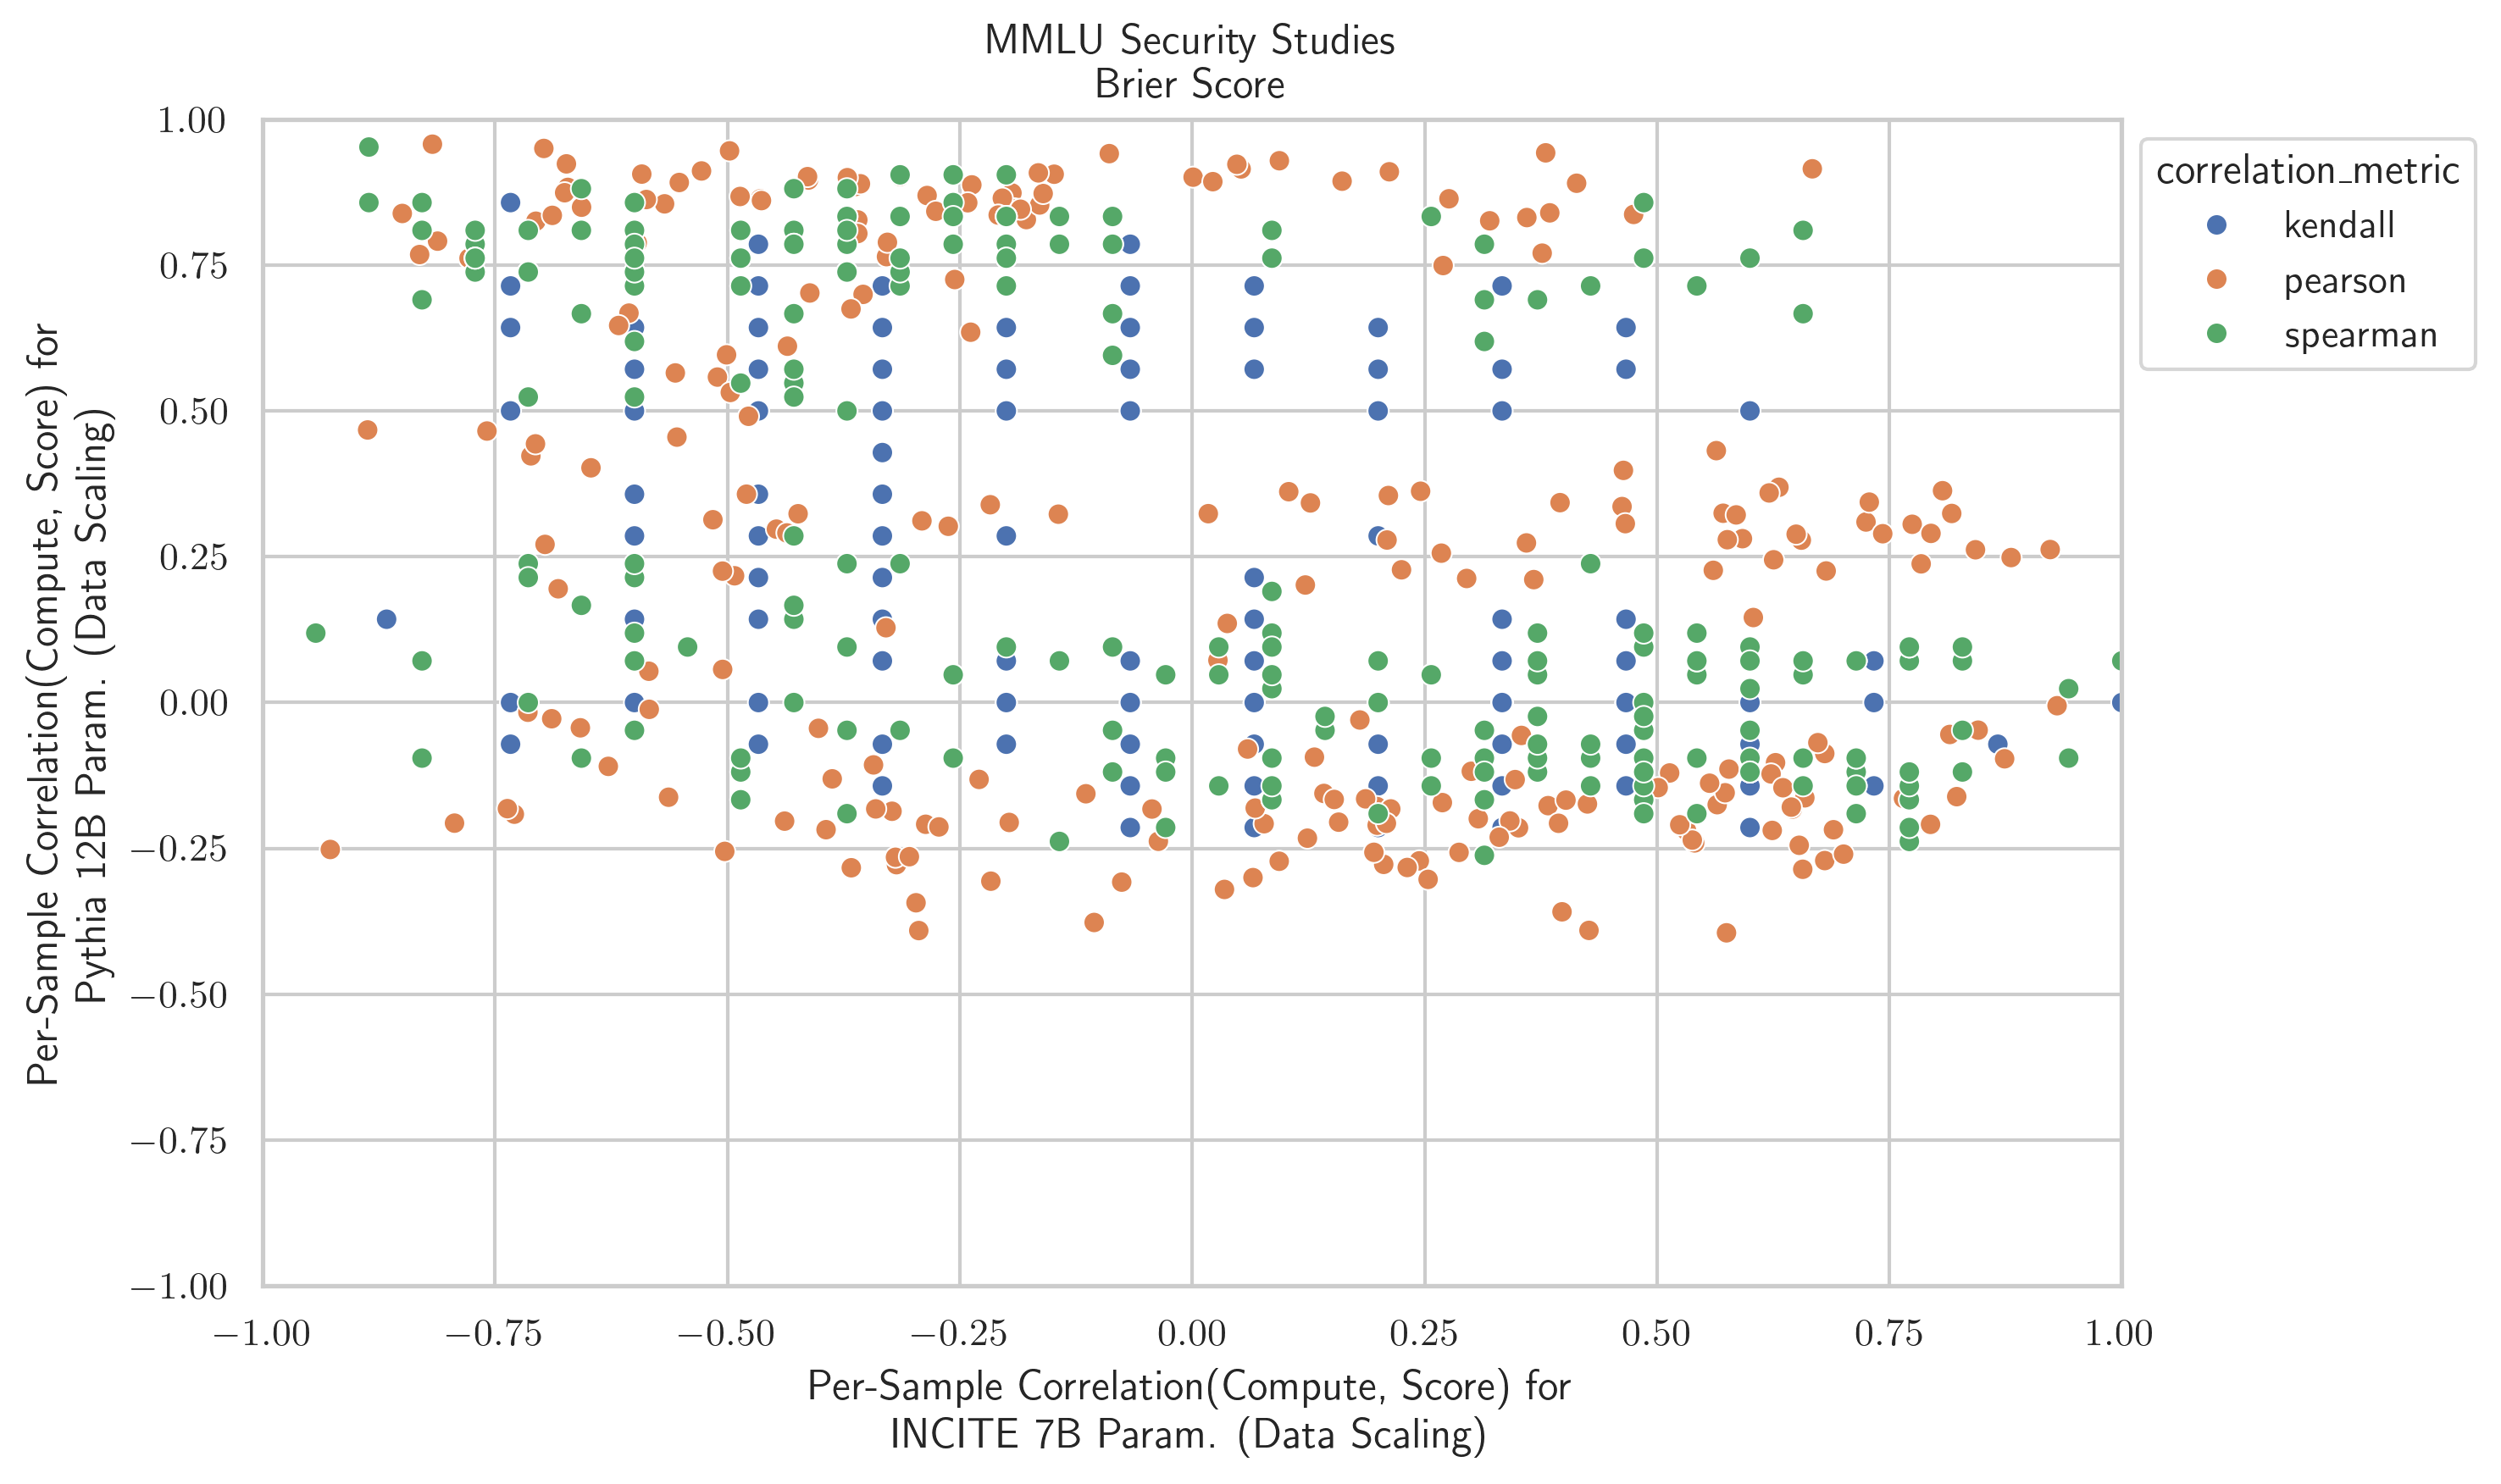 MMLU Security Studies
Brier Score
Per-Sample Correlation(Compute, Score) for
Pythia 12B Param. (Data Scaling)
1.00
0.75
0.50
0.25
0.00
−0.25
−0.50
−0.75
−1.00
−1.00 −0.75 −0.50 −0.25 0.00 0.25 0.50 0.75 1.00
Per-Sample Correlation(Compute, Score) for
INCITE 7B Param. (Data Scaling)
correlation_metric
kendall
pearson
spearman